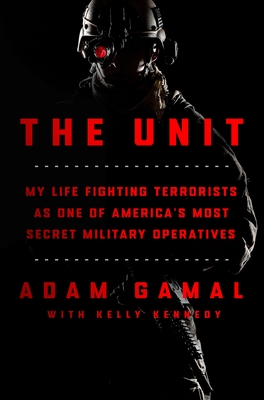 THE UNIT
MY LIFE FIGHTING TERRORISTS
AS ONE OF AMERICA'S MOST
SECRET MILITARY OPERATIVES
ADAM GAMAL
WITH KELLY KENNEDY